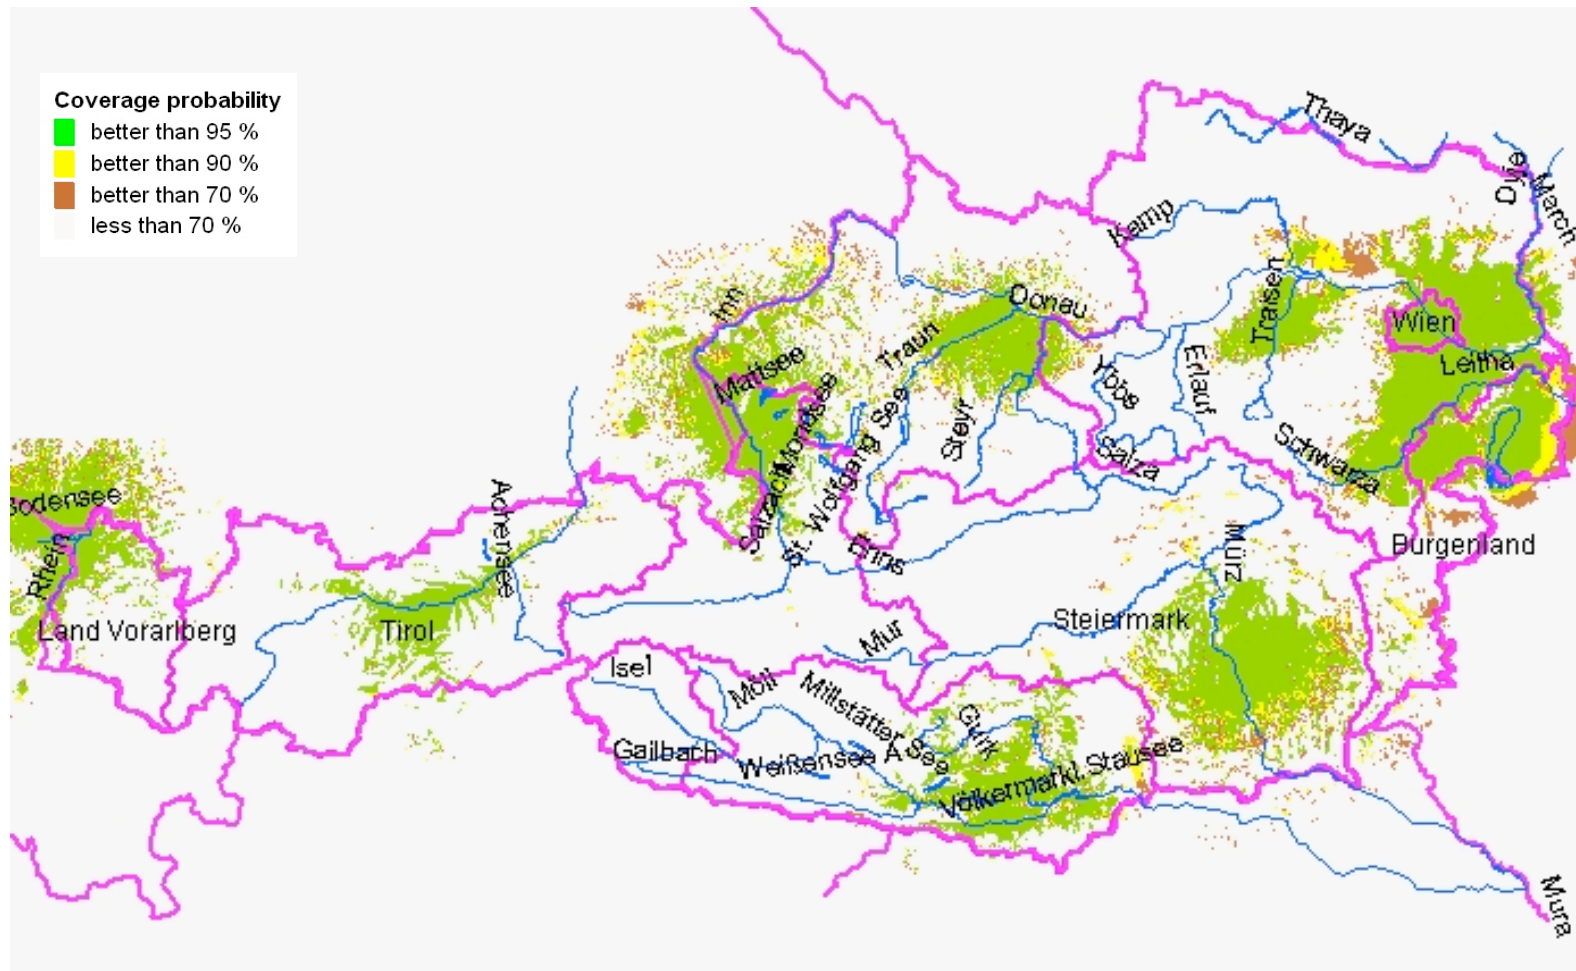 Coverage probability
better than 95 %
better than 90 %
better than 70 %
less than 70 %
Thaya
Dyje
March
Kamp
Inn
Donau
Traisen
Wien
Traun
Mattsee
Leitha
Ybbs
Erlauf
Mondsee
St. Wolfgang See
Steyr
Salza
Schwarza
Bodensee
Achensee
Salzach
Rhein
Enns
Mürz
Burgenland
Land Vorarlberg
Tirol
Steiermark
Mur
Isel
Möll
Millstätter See
Gurk
Gailbach
Weißensee A
Völkermarkt. Stausee
Mura